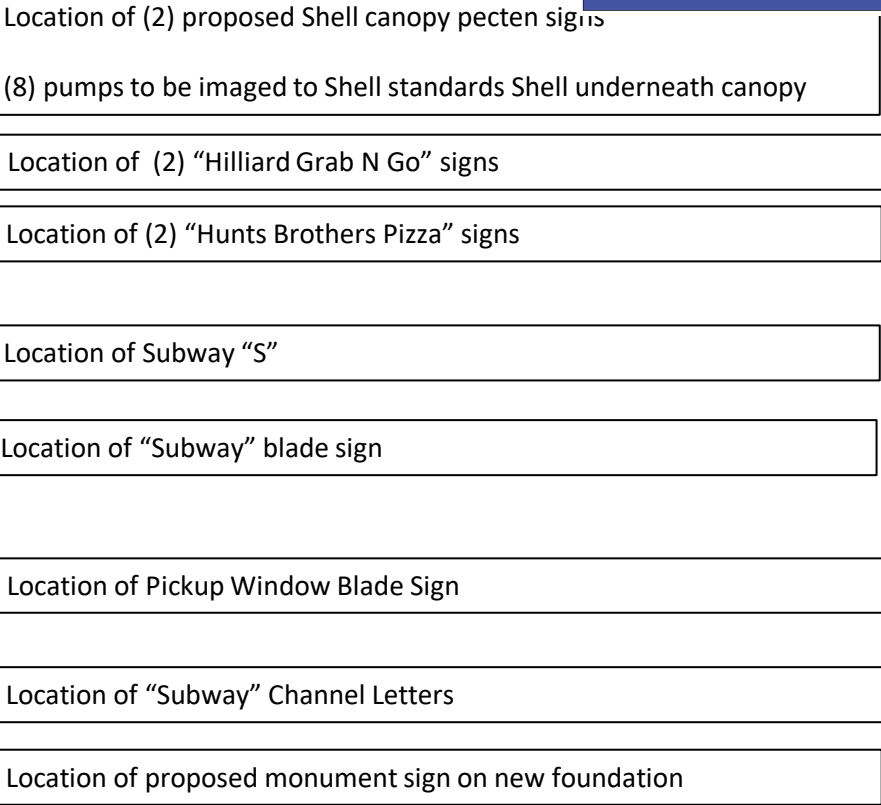 Location of (2) proposed Shell canopy pecten signs
(8) pumps to be imaged to Shell standards Shell underneath canopy
Location of (2) “Hilliard Grab N Go” signs
Location of (2) “Hunts Brothers Pizza” signs
Location of Subway “S”
Location of “Subway” blade sign
Location of Pickup Window Blade Sign
Location of “Subway” Channel Letters
Location of proposed monument sign on new foundation